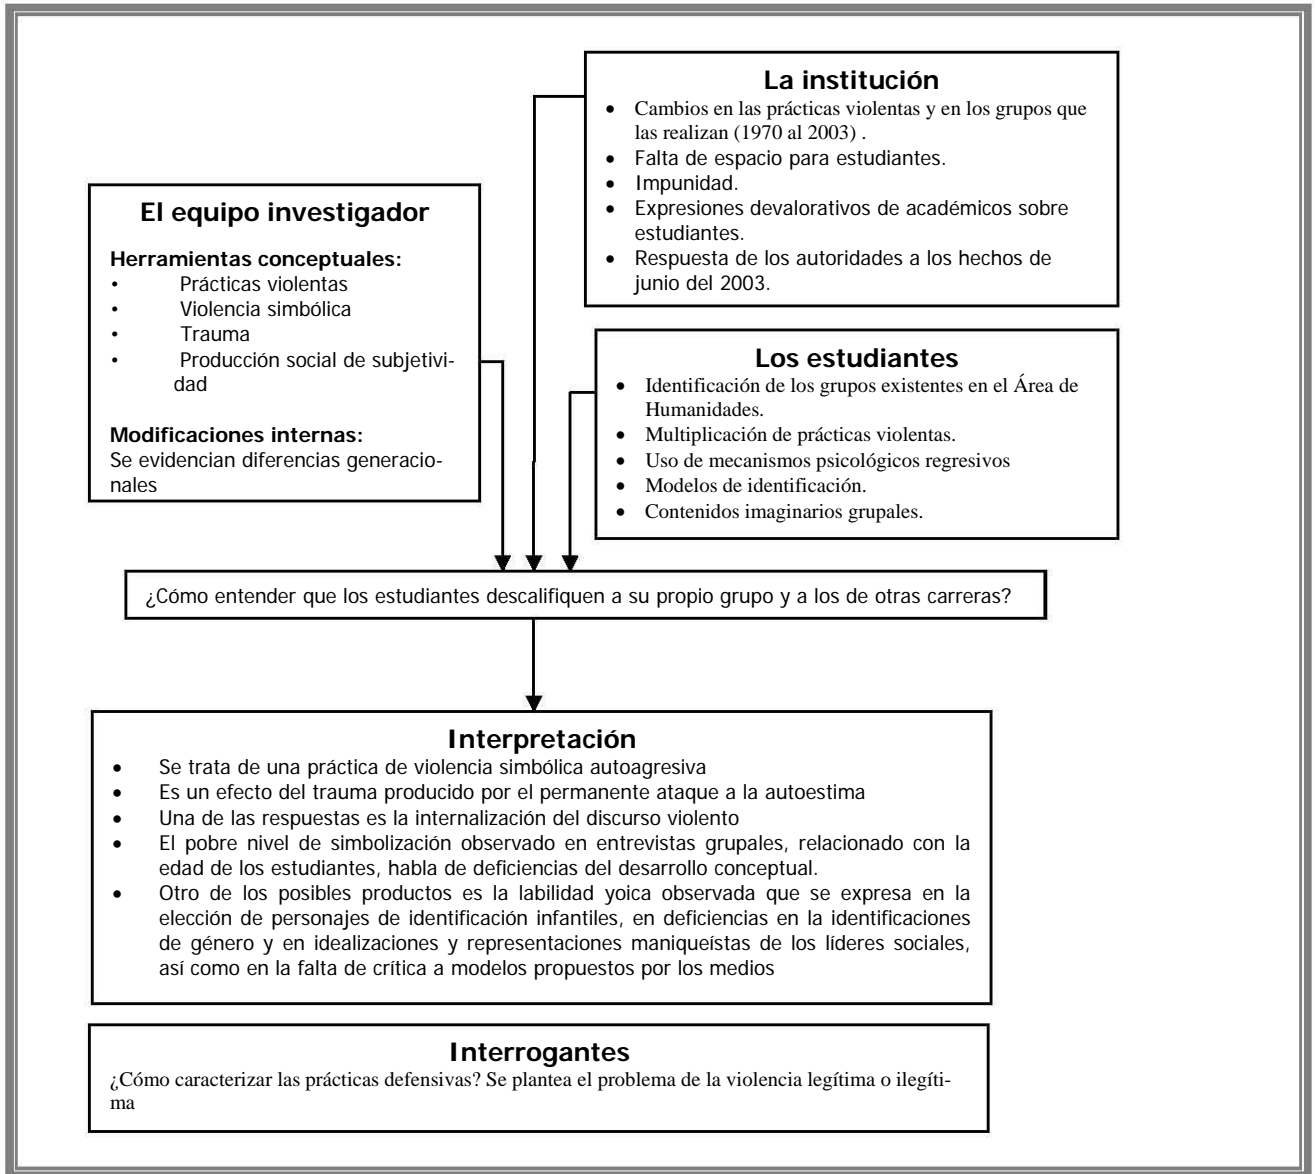 La institución
• Cambios en las prácticas violentas y en los grupos que
las realizan (1970 al 2003) .
• Falta de espacio para estudiantes.
• Impunidad.
• Expresiones devalorativos de académicos sobre
estudiantes.
• Respuesta de los autoridades a los hechos de
junio del 2003.
El equipo investigador
Herramientas conceptuales:
• Prácticas violentas
• Violencia simbólica
• Trauma
• Producción social de subjetivi-
dad
Modificaciones internas:
Se evidencian diferencias generacio-
nales
Los estudiantes
• Identificación de los grupos existentes en el Área de
Humanidades.
• Multiplicación de prácticas violentas.
• Uso de mecanismos psicológicos regresivos
• Modelos de identificación.
• Contenidos imaginarios grupales.
¿Cómo entender que los estudiantes descalifiquen a su propio grupo y a los de otras carreras?
Interpretación
• Se trata de una práctica de violencia simbólica autoagresiva
• Es un efecto del trauma producido por el permanente ataque a la autoestima
• Una de las respuestas es la internalización del discurso violento
• El pobre nivel de simbolización observado en entrevistas grupales, relacionado con la
edad de los estudiantes, habla de deficiencias del desarrollo conceptual.
• Otro de los posibles productos es la labilidad yoica observada que se expresa en la
elección de personajes de identificación infantiles, en deficiencias en la identificaciones
de género y en idealizaciones y representaciones maniqueístas de los líderes sociales,
así como en la falta de crítica a modelos propuestos por los medios
Interrogantes
¿Cómo caracterizar las prácticas defensivas? Se plantea el problema de la violencia legítima o ilegíti-
ma